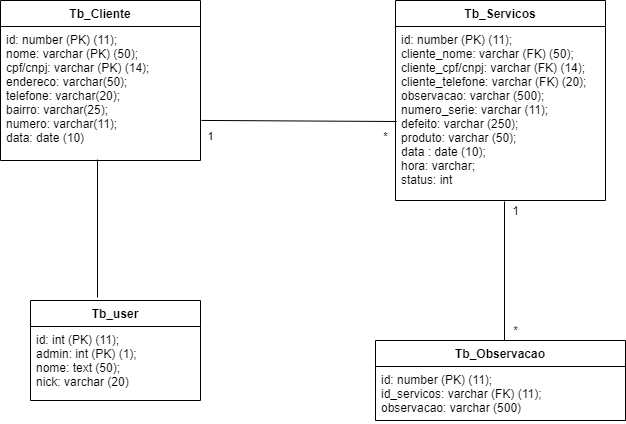 Tb_Cliente
id: number (PK) (11);
nome: varchar (PK) (50);
cpf/cnpj: varchar (PK) (14);
endereco: varchar(50);
telefone: varchar(20);
bairro: varchar(25);
numero: varchar(11);
data: date (10)
1
*
Tb_Servicos
id: number (PK) (11);
cliente_nome: varchar (FK) (50);
cliente_cpf/cnpj: varchar (FK) (14);
cliente_telefone: varchar (FK) (20);
observacao: varchar (500);
numero_serie: varchar (11);
defeito: varchar (250);
produto: varchar (50);
data : date (10);
hora: varchar;
status: int
1
*
Tb_user
id: int (PK) (11);
admin: int (PK) (1);
nome: text (50);
nick: varchar (20)
Tb_Observacao
id: number (PK) (11);
id_servicos: varchar (FK) (11);
observacao: varchar (500)